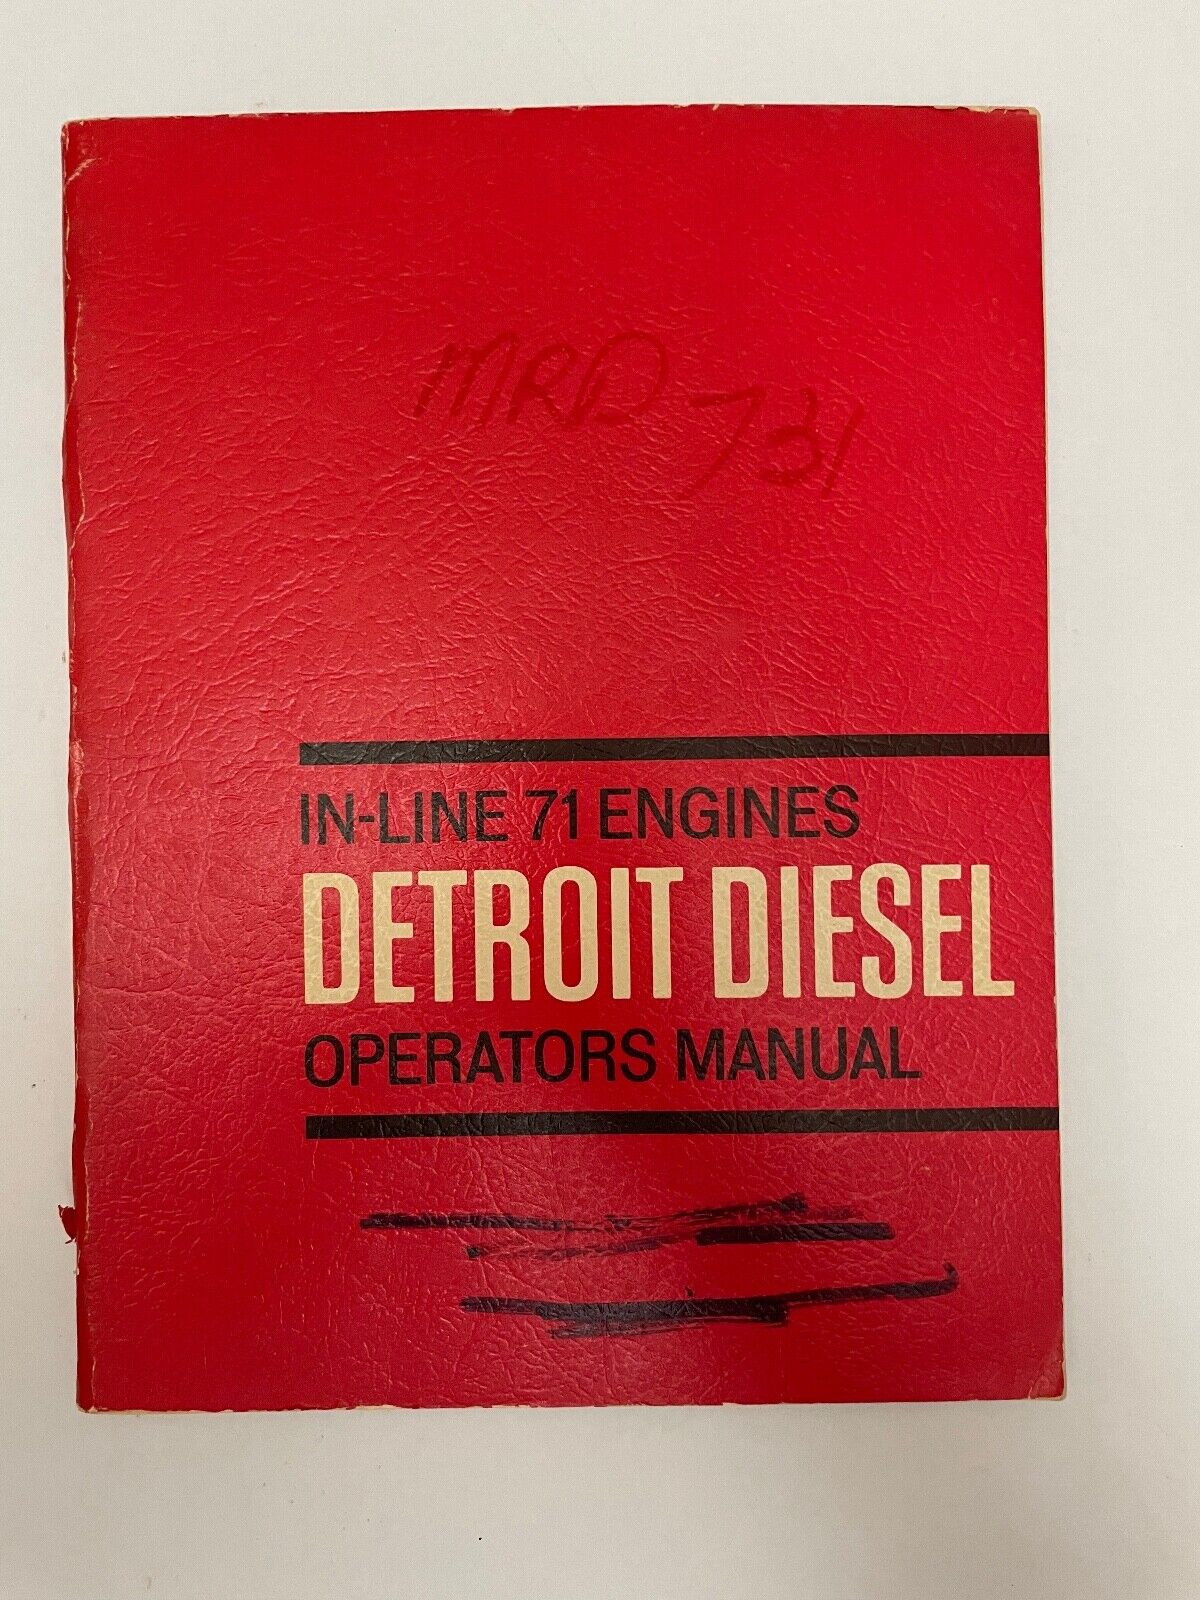 MRD 731
IN-LINE 71 ENGINES
DETROIT DIESEL
OPERATORS MANUAL